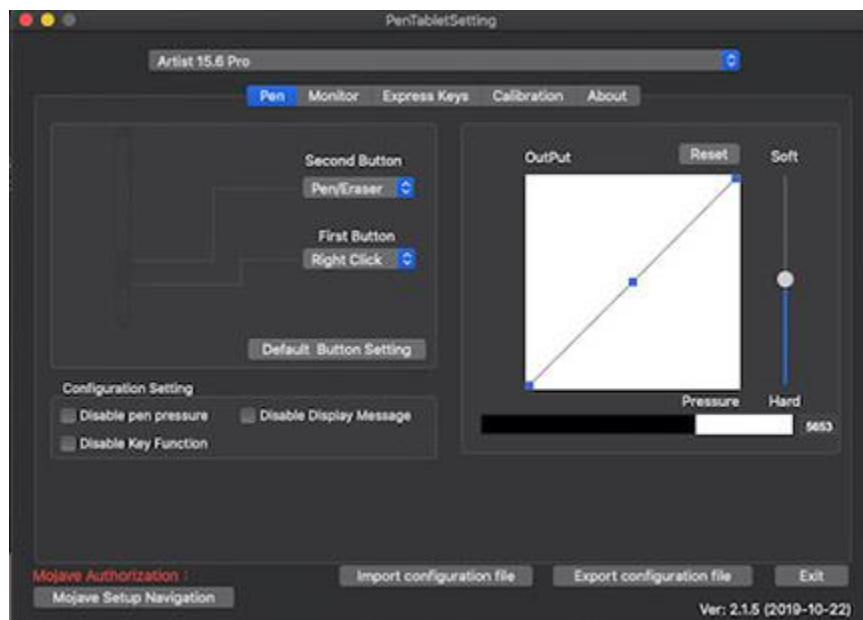 PenTabletSetting
Artist 15.6 Pro
Pen Monitor Express Keys Calibration About
Second Button
Pen/Eraser
First Button
Right Click
Default Button Setting
Configuration Setting
Disable pen pressure Disable Display Message
Disable Key Function
OutPut Reset Soft
Pressure Hard
5653
Mojave Authorization :
Mojave Setup Navigation
Import configuration file Export configuration file Exit
Ver: 2.1.5 (2019-10-22)